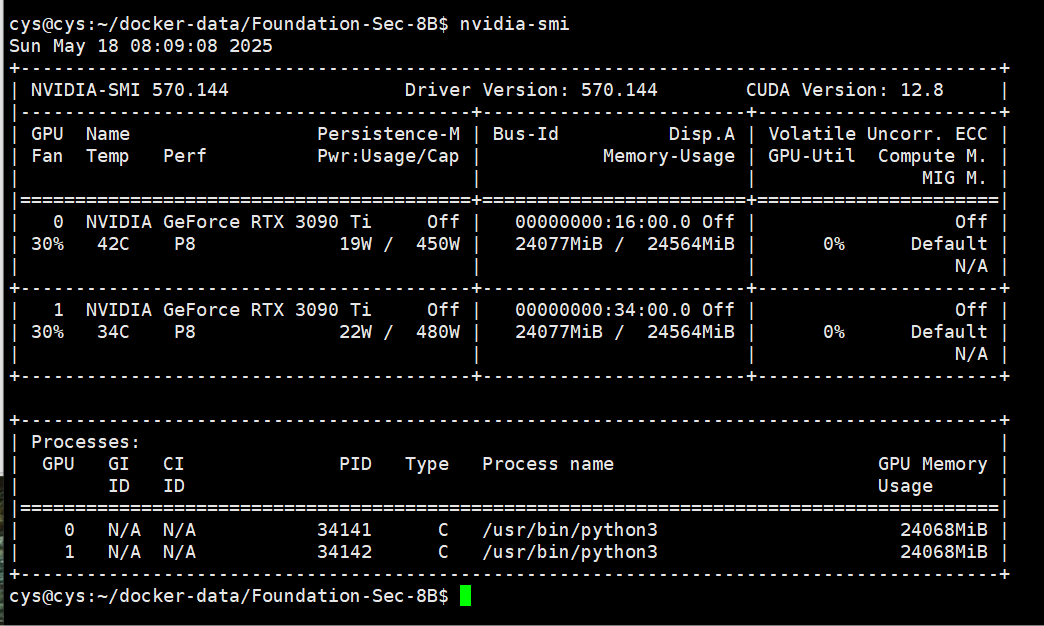 cys@cys:~/docker-data/Foundation-Sec-8B$ nvidia-smi
Sun May 18 08:09:08 2025
+-----------------------------------------------------------------------------------------+
| NVIDIA-SMI 570.144                Driver Version: 570.144        CUDA Version: 12.8     |
|-----------------------------------------+------------------------+----------------------+
| GPU  Name                 Persistence-M | Bus-Id          Disp.A | Volatile Uncorr. ECC |
| Fan  Temp   Perf          Pwr:Usage/Cap |           Memory-Usage | GPU-Util  Compute M. |
|                                         |                        |               MIG M. |
|=========================================+========================+======================|
|   0  NVIDIA GeForce RTX 3090 Ti     Off |   00000000:16:00.0 Off |                  Off |
| 30%   42C    P8             19W /  450W |   24077MiB /  24564MiB |      0%      Default |
|                                         |                        |                  N/A |
+-----------------------------------------+------------------------+----------------------+
|   1  NVIDIA GeForce RTX 3090 Ti     Off |   00000000:34:00.0 Off |                  Off |
| 30%   34C    P8             22W /  480W |   24077MiB /  24564MiB |      0%      Default |
|                                         |                        |                  N/A |
+-----------------------------------------+------------------------+----------------------+

+-----------------------------------------------------------------------------------------+
| Processes:                                                                              |
|  GPU   GI   CI              PID   Type   Process name                        GPU Memory |
|        ID   ID                                                               Usage      |
|=========================================================================================|
|    0   N/A  N/A           34141      C   /usr/bin/python3                      24068MiB |
|    1   N/A  N/A           34142      C   /usr/bin/python3                      24068MiB |
+-----------------------------------------------------------------------------------------+
cys@cys:~/docker-data/Foundation-Sec-8B$